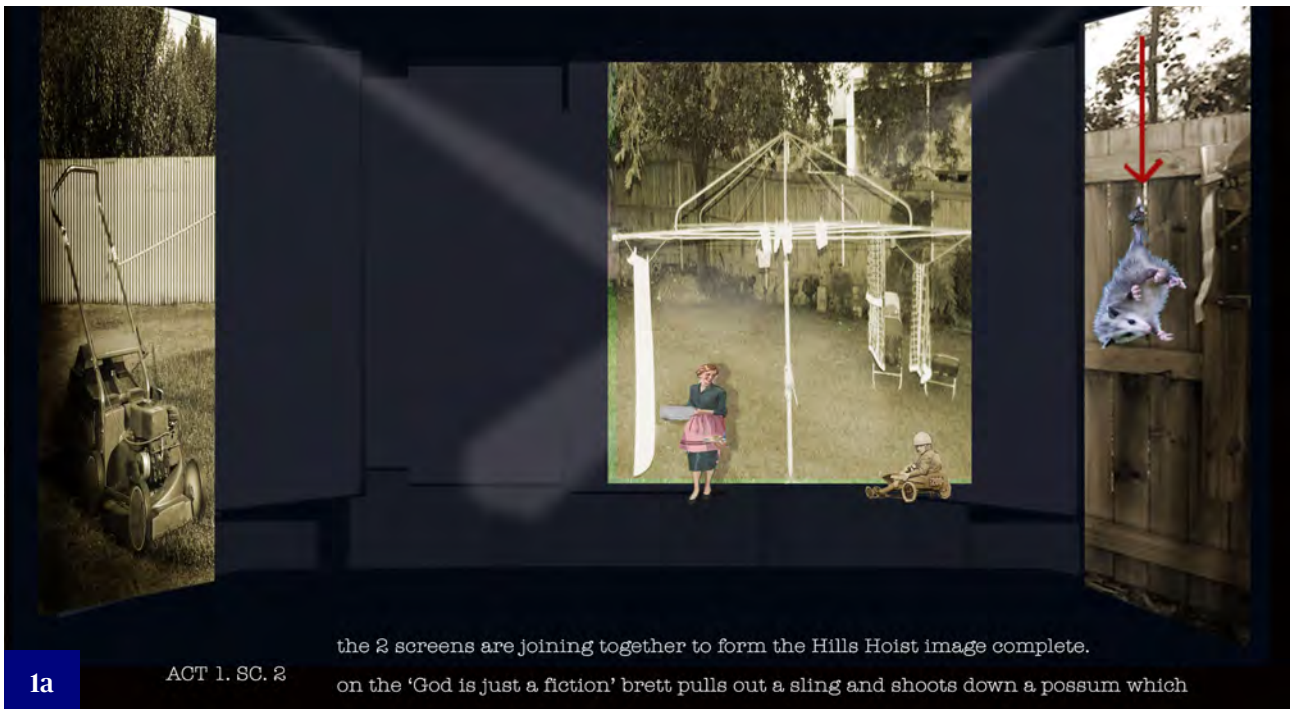 the 2 screens are joining together to form the Hills Hoist image complete.
1a
ACT 1. SC. 2
on the ‘God is just a fiction’ brett pulls out a sling and shoots down a possum which